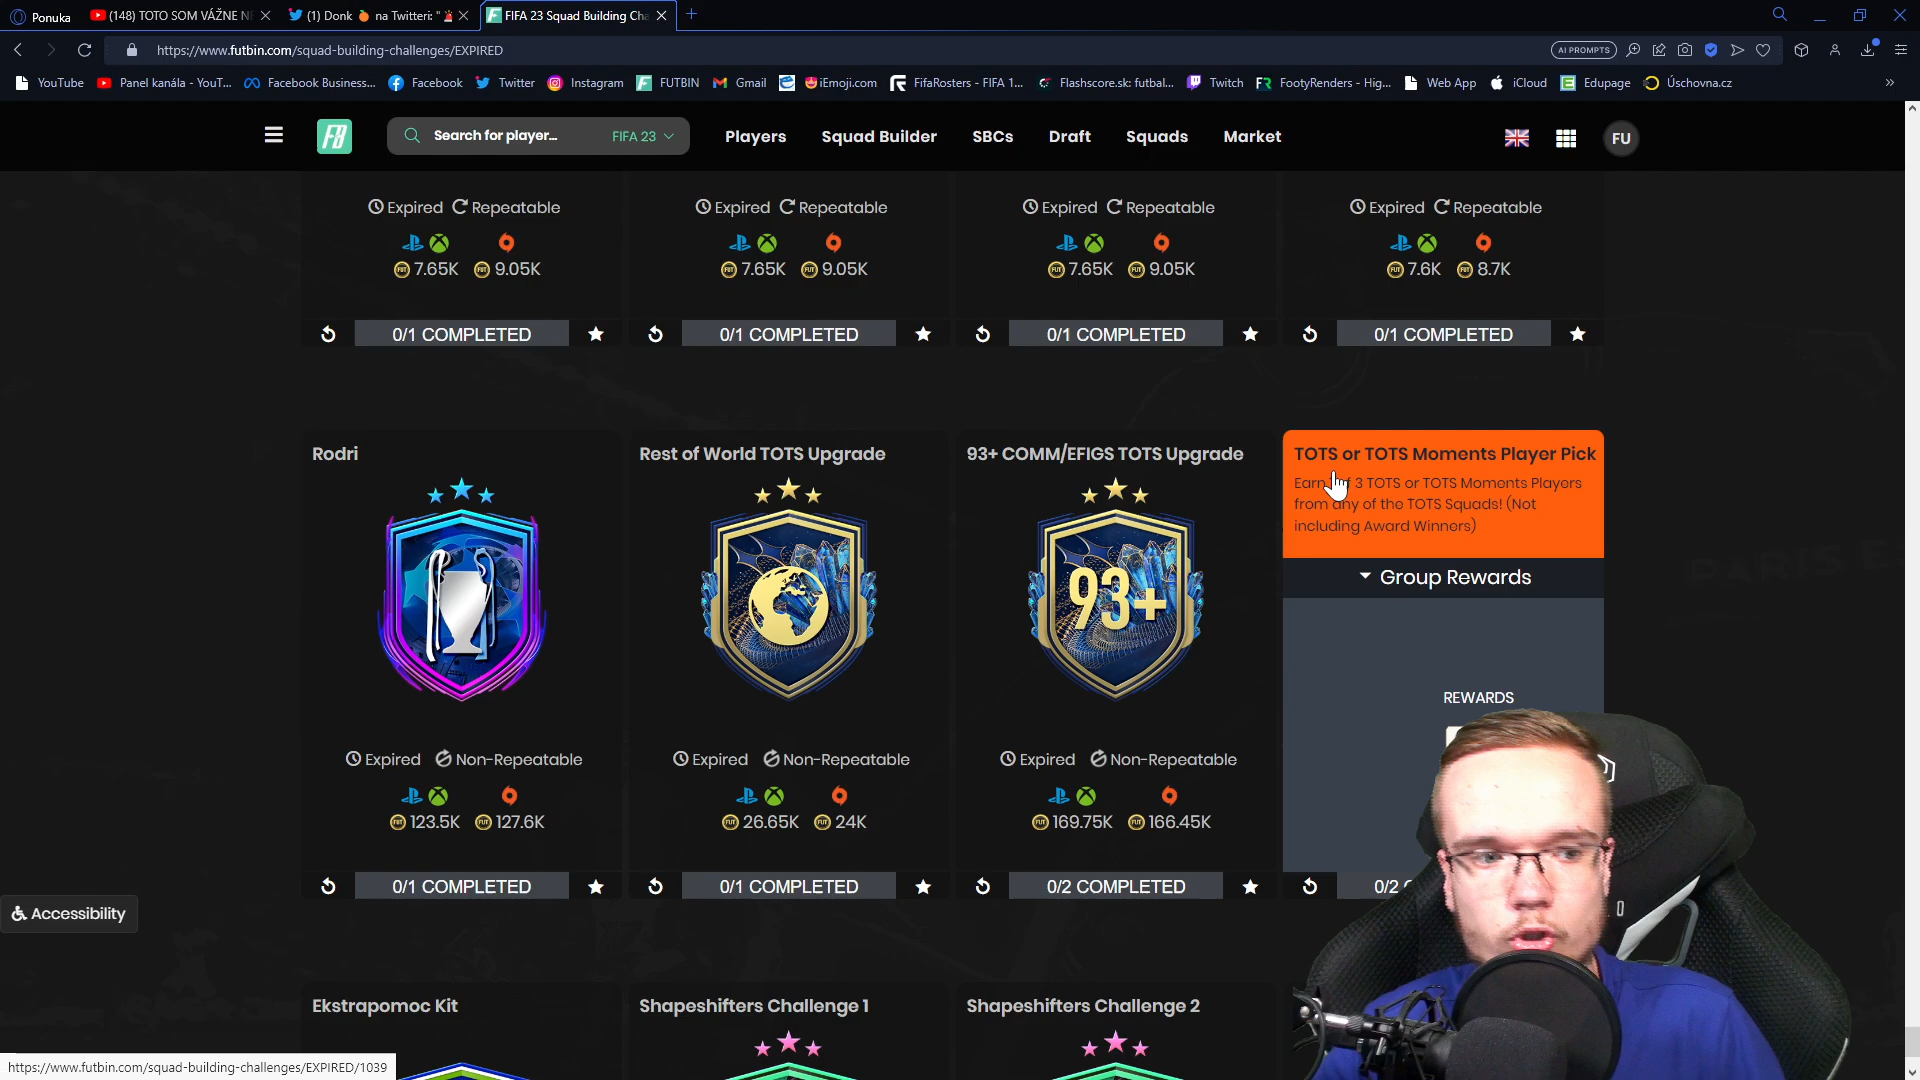 Ponuka
(148) TOTO SOM VÁŽNE N
(1) Donk 🍊 na Twitteri: "🚨
FIFA 23 Squad Building Cha
https://www.futbin.com/squad-building-challenges/EXPIRED
AI PROMPTS
YouTube
Panel kanála - YouT...
Facebook Business...
Facebook
Twitter
Instagram
FUTBIN
Gmail
iEmoji.com
FifaRosters - FIFA 1...
Flashscore.sk: futbal...
Twitch
FootyRenders - Hig...
Web App
iCloud
Edupage
Úschovna.cz
Search for player...
FIFA 23
Players
Squad Builder
SBCs
Draft
Squads
Market
FU
Expired Repeatable
7.65K 9.05K
0/1 COMPLETED
Expired Repeatable
7.65K 9.05K
0/1 COMPLETED
Expired Repeatable
7.65K 9.05K
0/1 COMPLETED
Expired Repeatable
7.6K 8.7K
0/1 COMPLETED
Rodri
Expired Non-Repeatable
123.5K 127.6K
0/1 COMPLETED
Rest of World TOTS Upgrade
Expired Non-Repeatable
26.65K 24K
0/1 COMPLETED
93+ COMM/EFIGS TOTS Upgrade
93+
Expired Non-Repeatable
169.75K 166.45K
0/2 COMPLETED
TOTS or TOTS Moments Player Pick
Earn 3 TOTS or TOTS Moments Players
from any of the TOTS Squads! (Not
including Award Winners)
Group Rewards
REWARDS
0/2
Accessibility
Ekstrapomoc Kit
Shapeshifters Challenge 1
Shapeshifters Challenge 2
https://www.futbin.com/squad-building-challenges/EXPIRED/1039